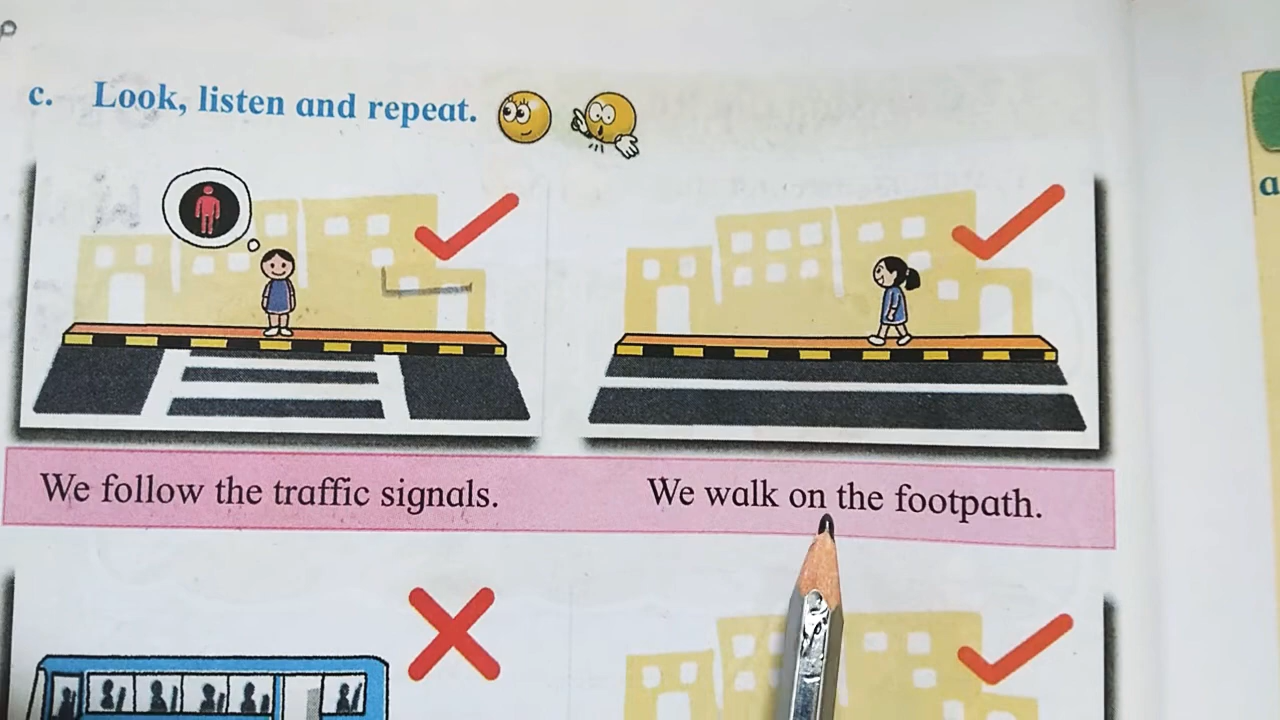 c. Look, listen and repeat.
We follow the traffic signals.
We walk on the footpath.
a